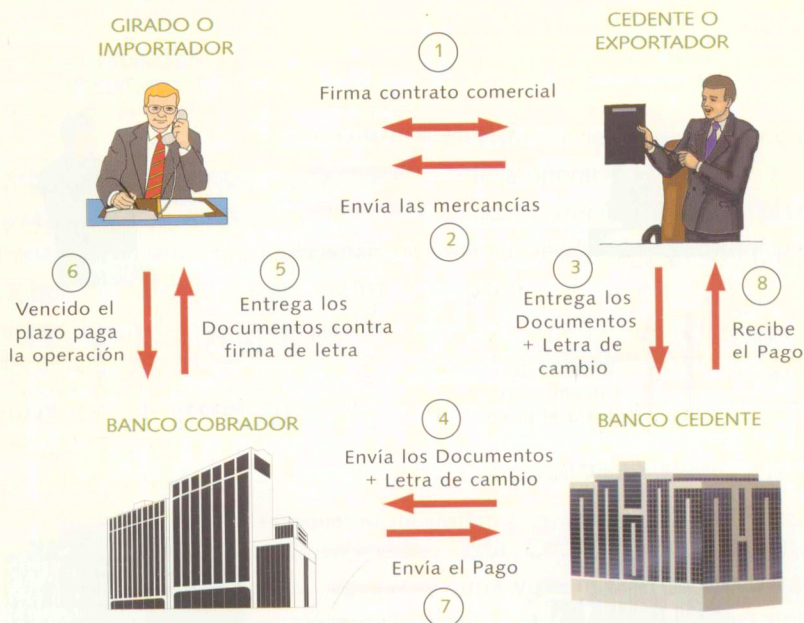 GIRADO O
IMPORTADOR
CEDENTE O
EXPORTADOR
1
Firma contrato comercial
Envía las mercancías
2
6
Vencido el
plazo paga
la operación
5
Entrega los
Documentos contra
firma de letra
3
Entrega los
Documentos
+ Letra de
cambio
8
Recibe
el Pago
BANCO COBRADOR
BANCO CEDENTE
4
Envía los Documentos
+ Letra de cambio
Envía el Pago
7